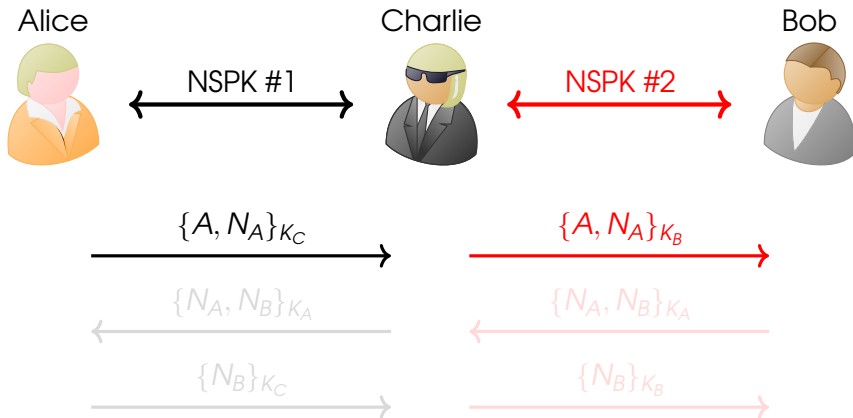 Alice Charlie Bob
NSPK #1 NSPK #2
{A, N_A}_{K_C} {A, N_A}_{K_B}
{N_A, N_B}_{K_A} {N_A, N_B}_{K_A}
{N_B}_{K_C} {N_B}_{K_B}